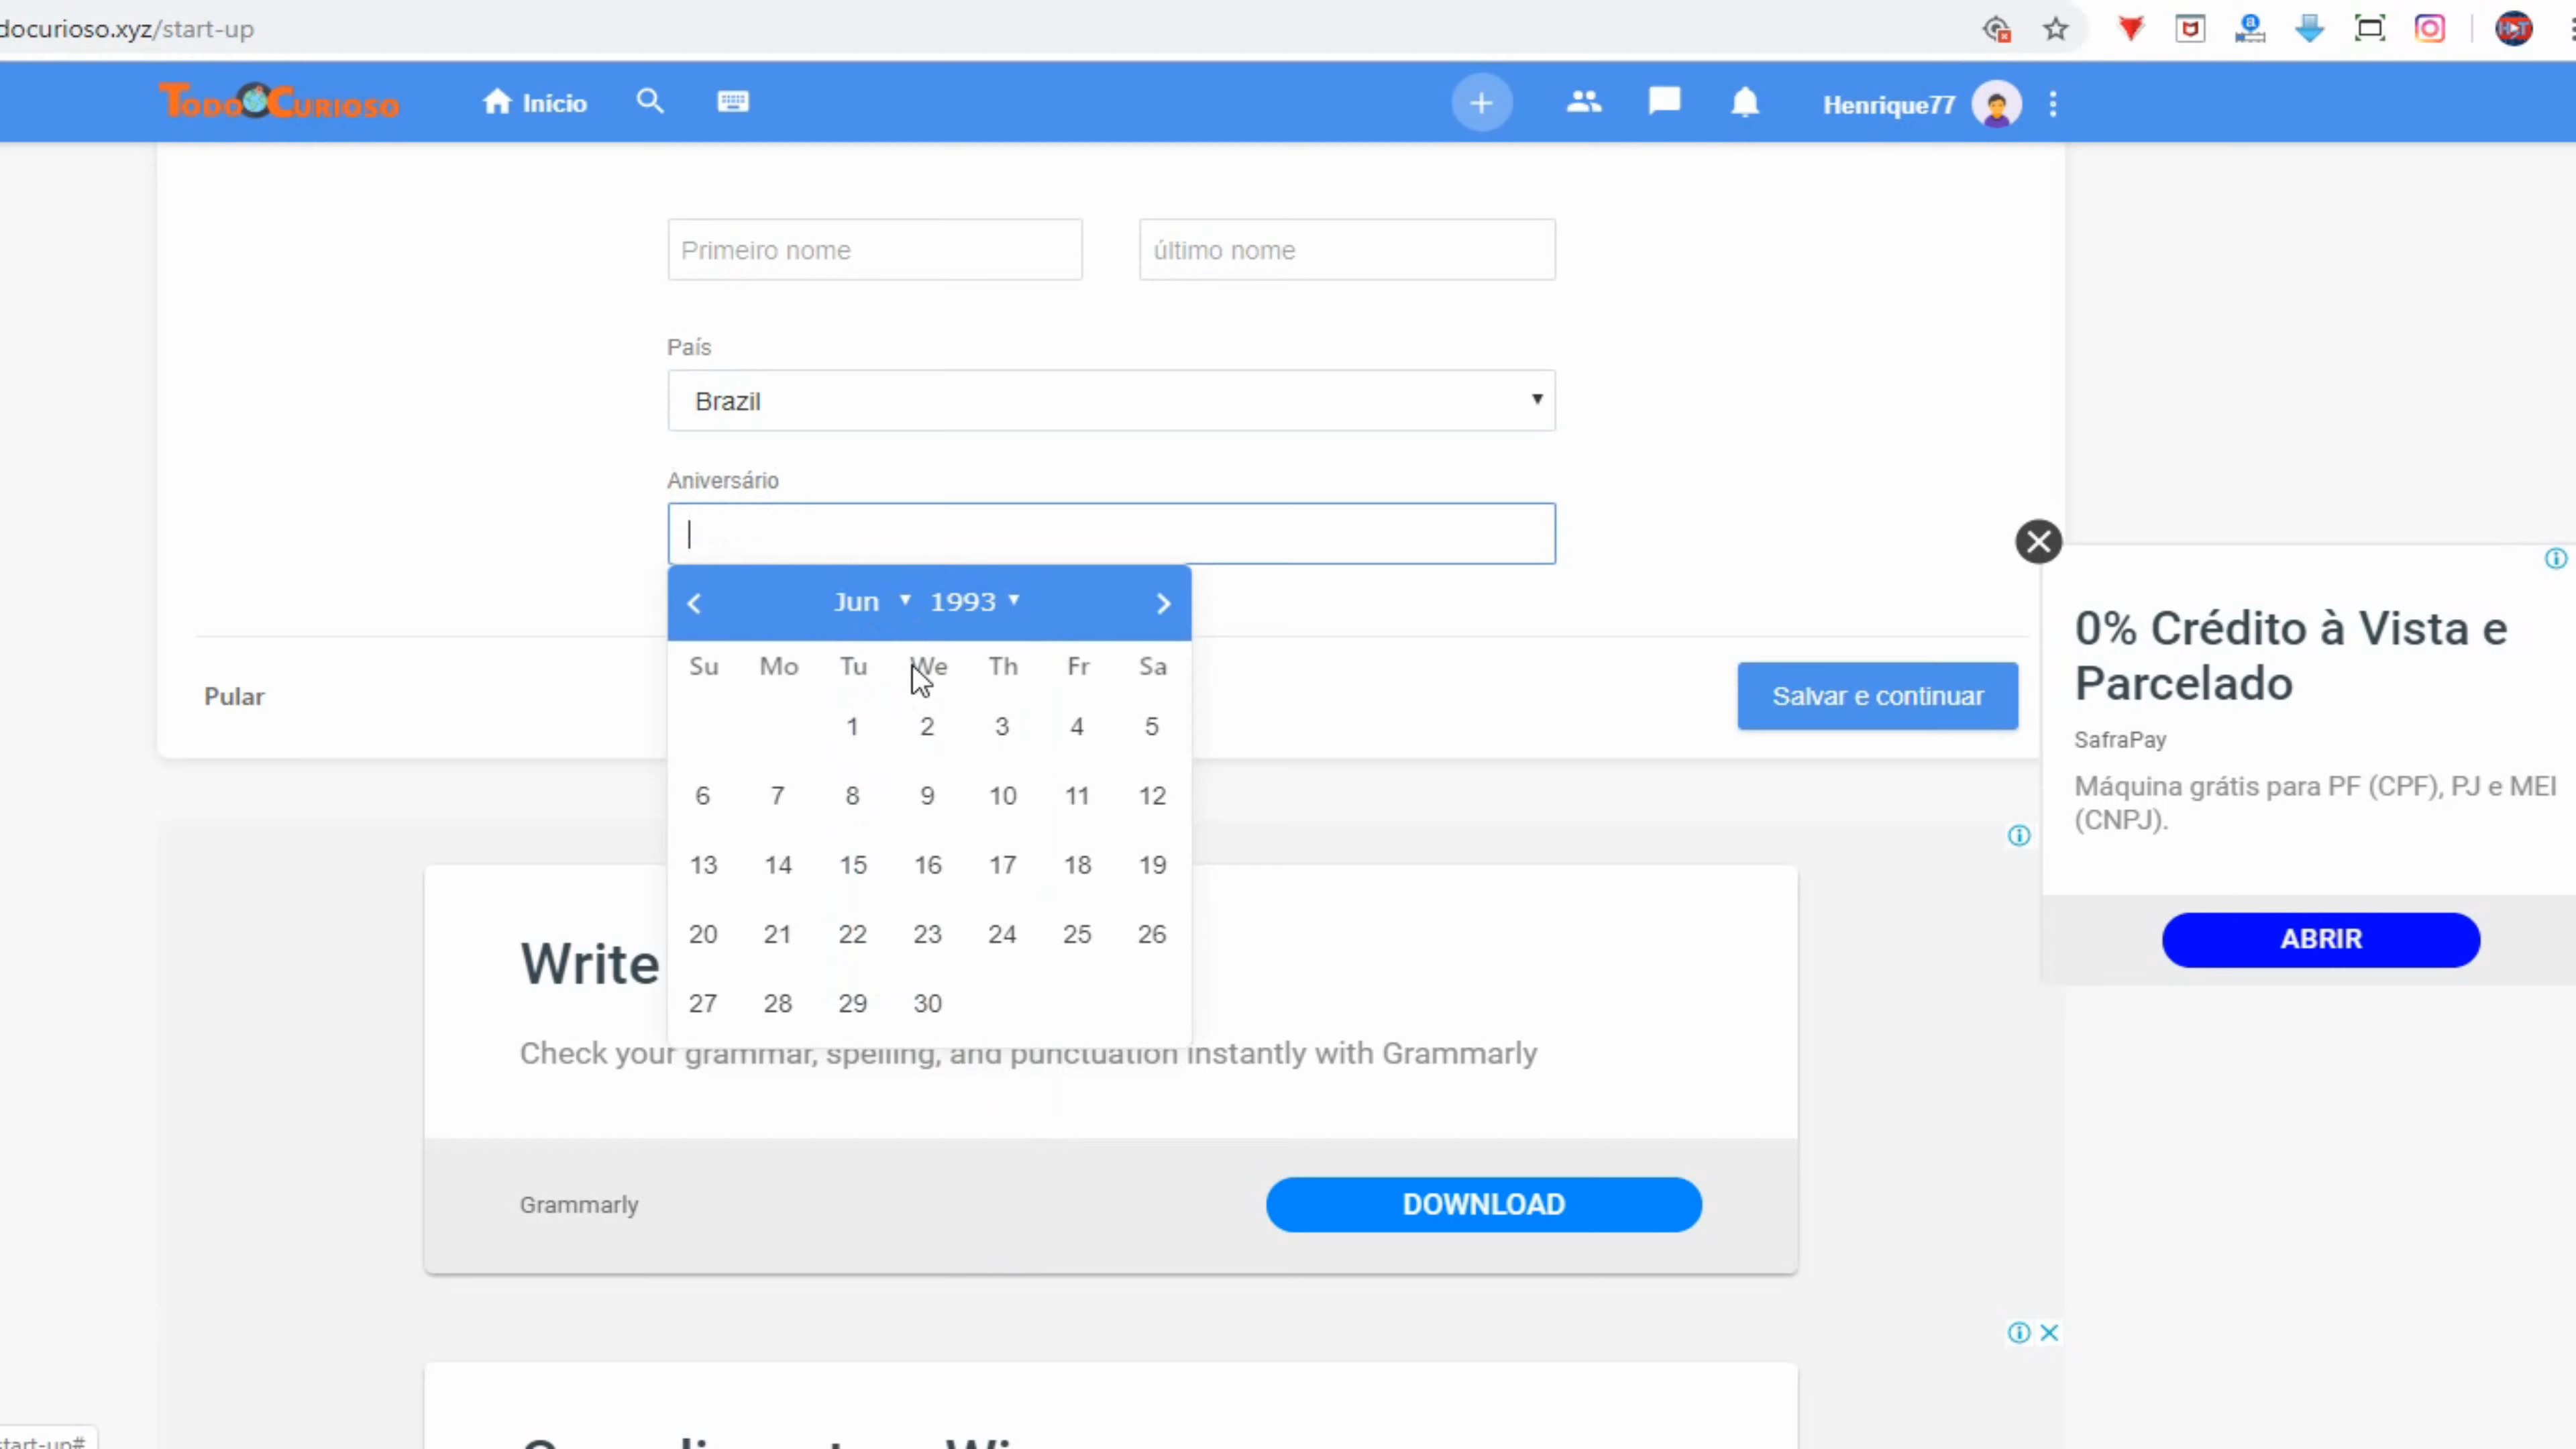 docurioso.xyz/start-up
TODO CURIOSO
Início
Henrique77
Primeiro nome
último nome
País
Brazil
Aniversário
Jun 1993
Su Mo Tu We Th Fr Sa
1 2 3 4 5
6 7 8 9 10 11 12
13 14 15 16 17 18 19
20 21 22 23 24 25 26
27 28 29 30
Pular
Salvar e continuar
0% Crédito à Vista e
Parcelado
SafraPay
Máquina grátis para PF (CPF), PJ e MEI
(CNPJ).
ABRIR
Write
Check your grammar, spelling, and punctuation instantly with Grammarly
Grammarly
DOWNLOAD
start-up#